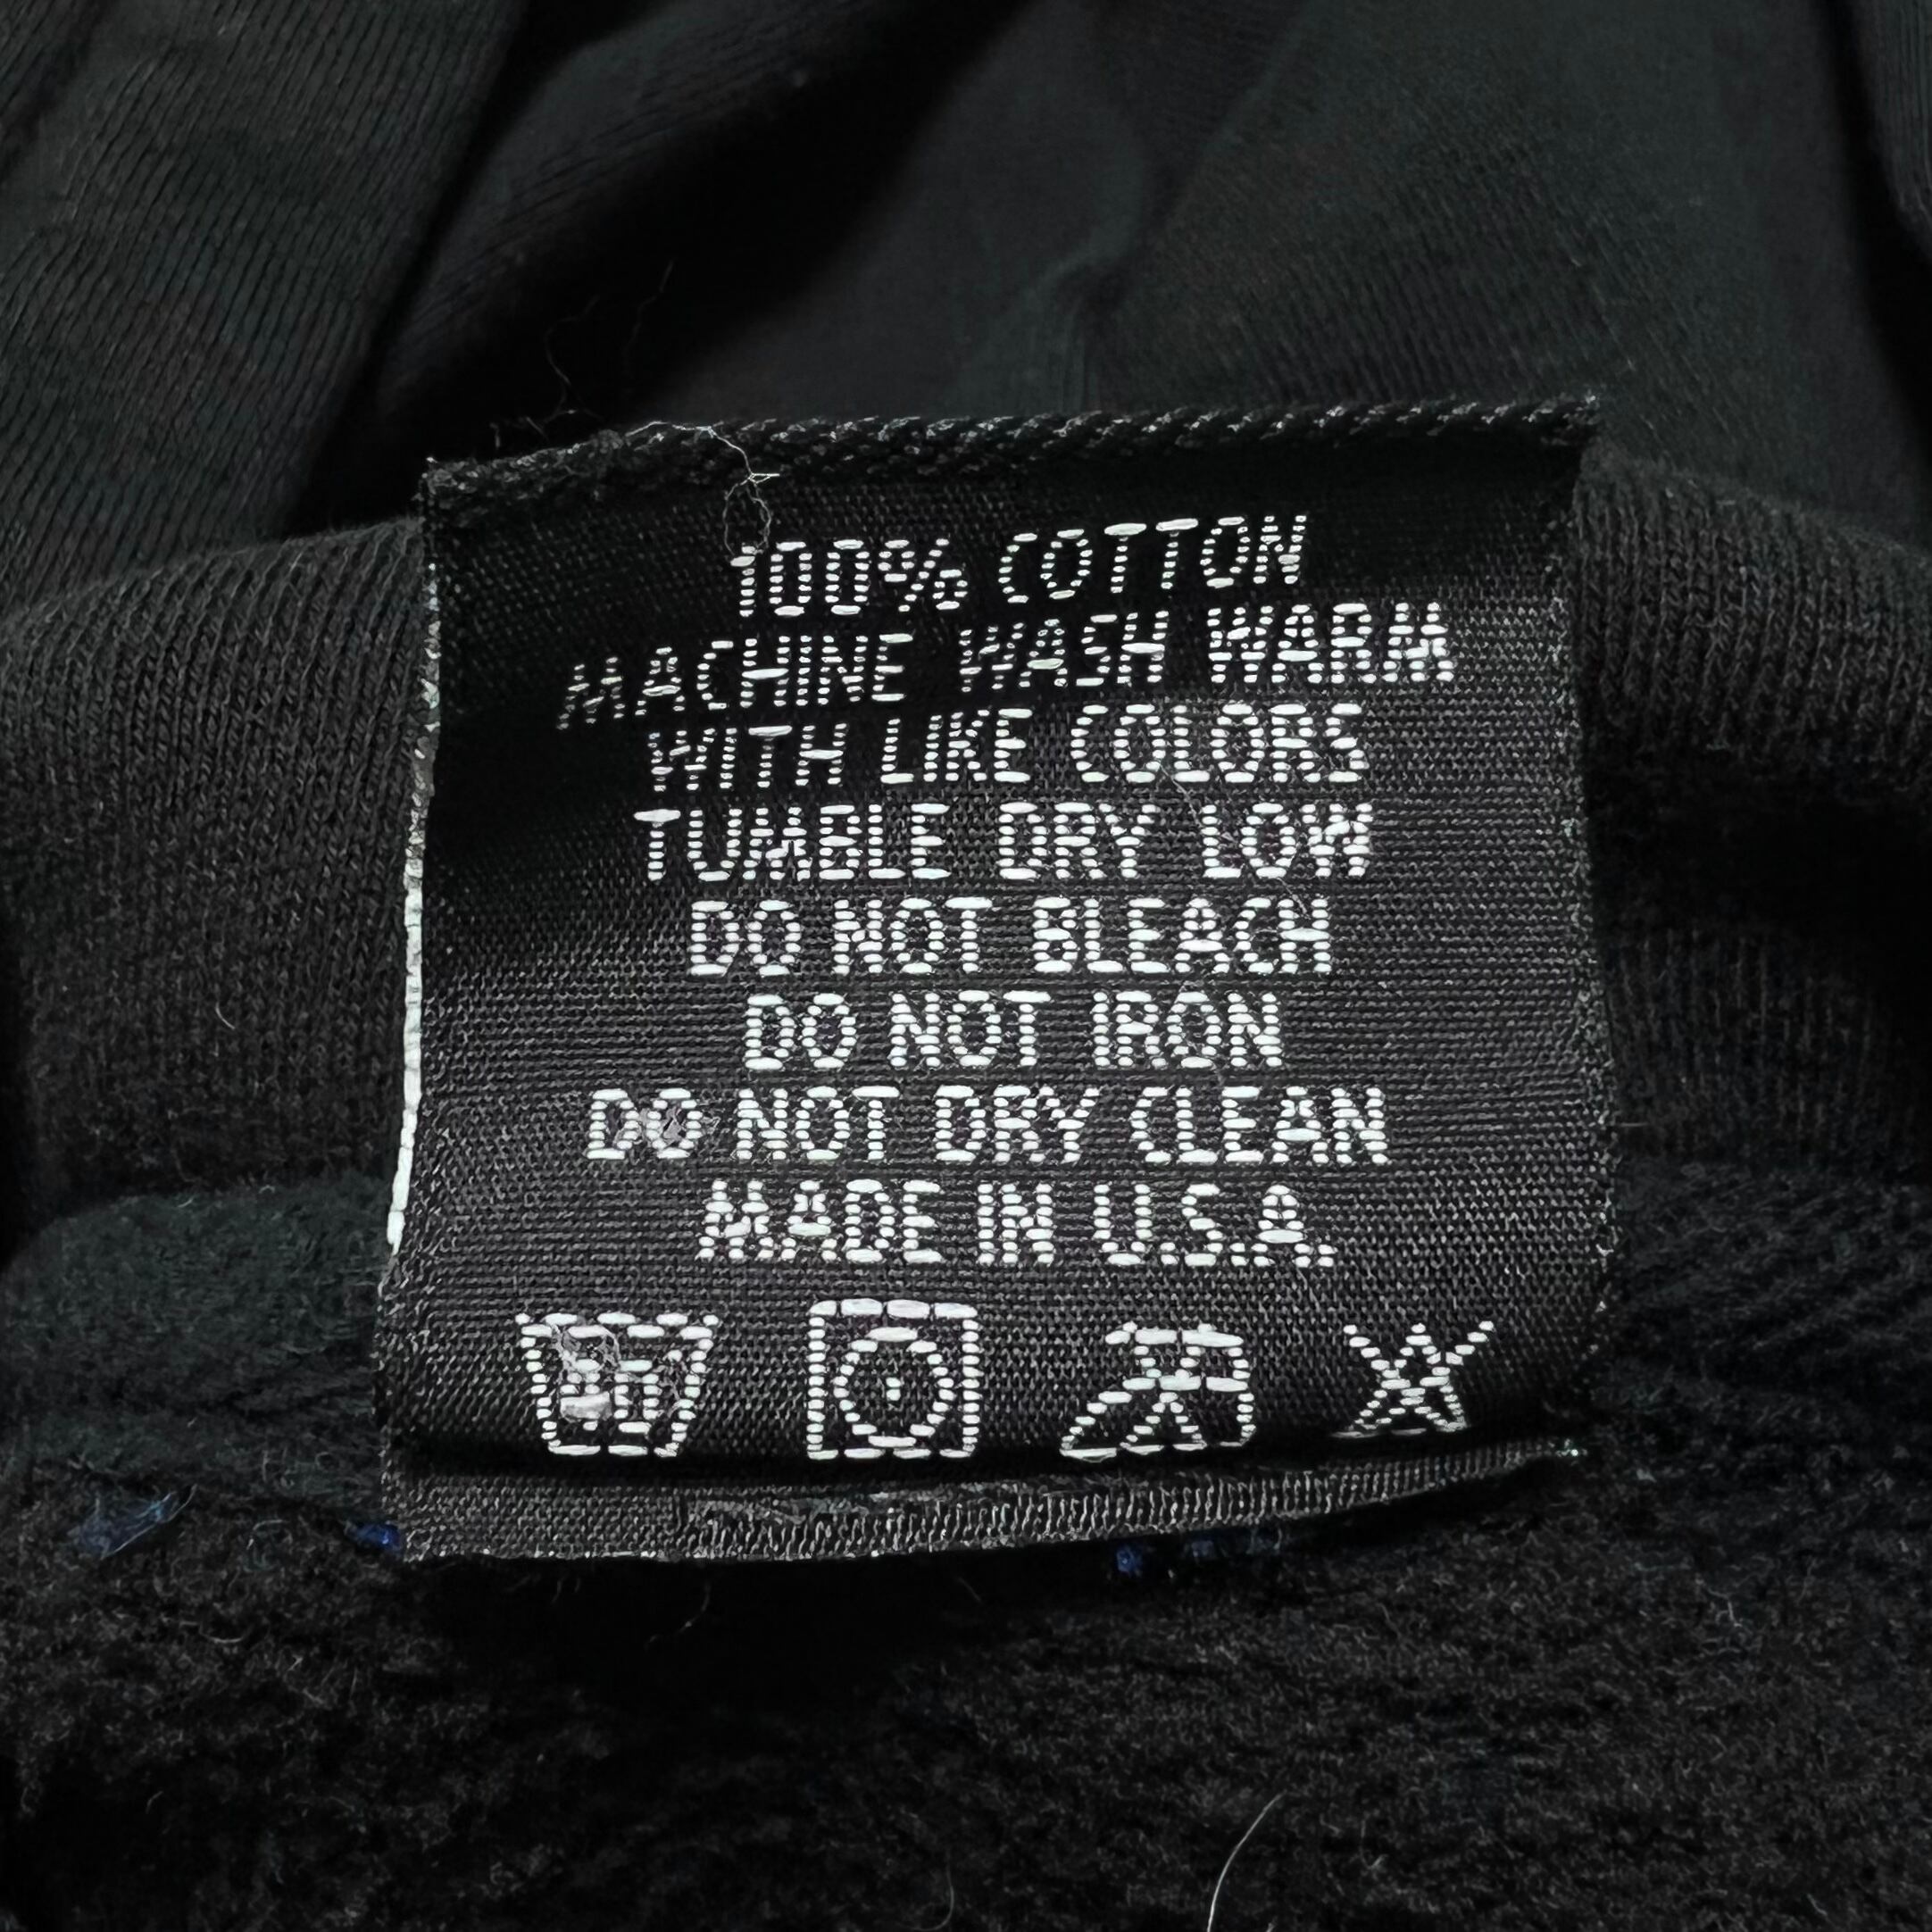 100% COTTON
MACHINE WASH WARM
WITH LIKE COLORS
TUMBLE DRY LOW
DO NOT BLEACH
DO NOT IRON
DO NOT DRY CLEAN
MADE IN U.S.A.